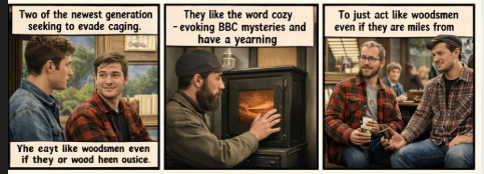 Two of the newest generation
seeking to evade caging.
Yhe eayt like woodsmen even
if they or wood heen ousice.
They like the word cozy
-evoking BBC mysteries and
have a yearning
To just act like woodsmen
even if they are miles from